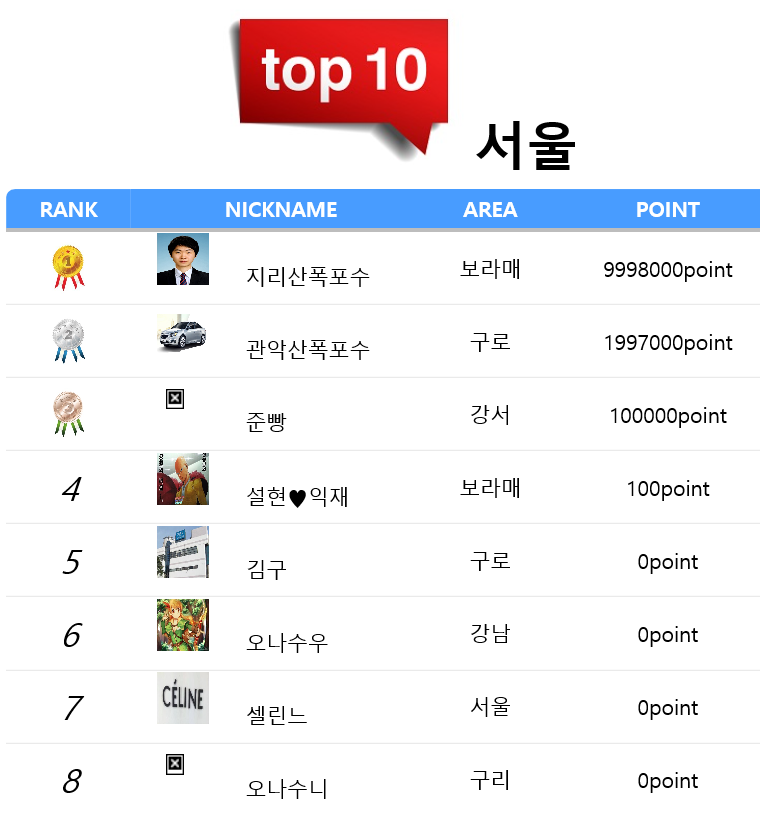 top 10
서울
RANK NICKNAME AREA POINT
1 지리산폭포수 보라매 9998000point
2 관악산폭포수 구로 1997000point
3 준빵 강서 100000point
4 설현♥익재 보라매 100point
5 김구 구로 0point
6 오나수우 강남 0point
7 CÉLINE 셀린느 서울 0point
8 오나수니 구리 0point